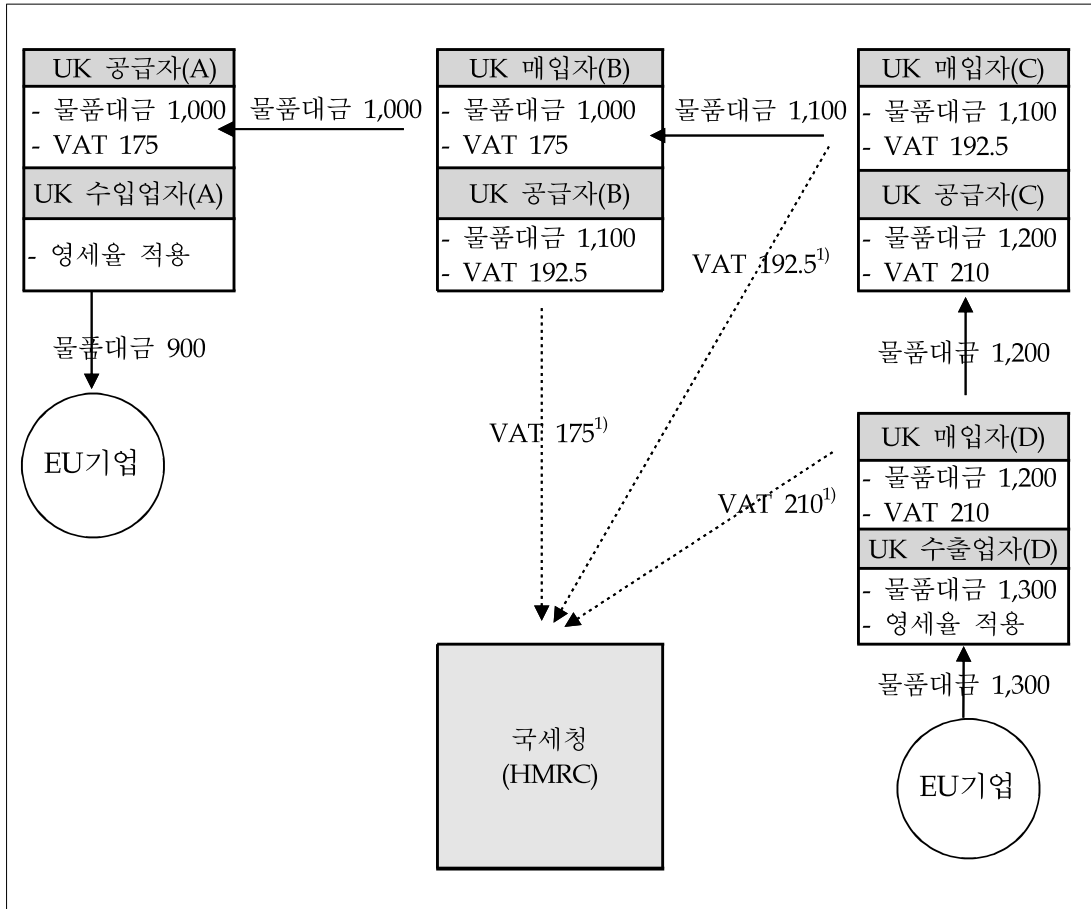 UK 공급자(A)
- 물품대금 1,000
- VAT 175
UK 수입업자(A)
- 영세율 적용
물품대금 900
EU기업
물품대금 1,000
UK 매입자(B)
- 물품대금 1,000
- VAT 175
UK 공급자(B)
- 물품대금 1,100
- VAT 192.5
물품대금 1,100
UK 매입자(C)
- 물품대금 1,100
- VAT 192.5
UK 공급자(C)
- 물품대금 1,200
- VAT 210
VAT 192.5¹⁾
물품대금 1,200
VAT 175¹⁾
VAT 210¹⁾
UK 매입자(D)
- 물품대금 1,200
- VAT 210
UK 수출업자(D)
- 물품대금 1,300
- 영세율 적용
물품대금 1,300
EU기업
국세청
(HMRC)